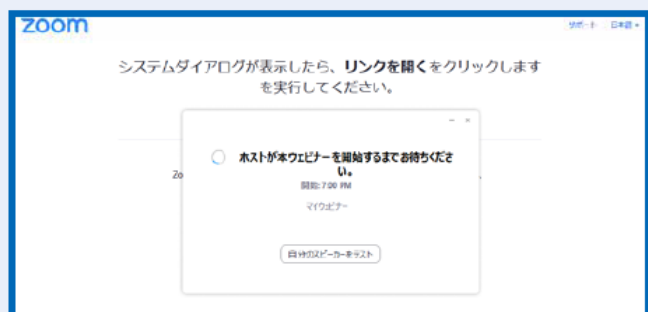 zoom
サポート 日本語
システムダイアログが表示したら、リンクを開くをクリックします
を実行してください。
ホストが本ウェビナーを開始するまでお待ちくださ
い。
Zo
開始: 7:00 PM
マイウェビナー
自分のスピーカーをテスト